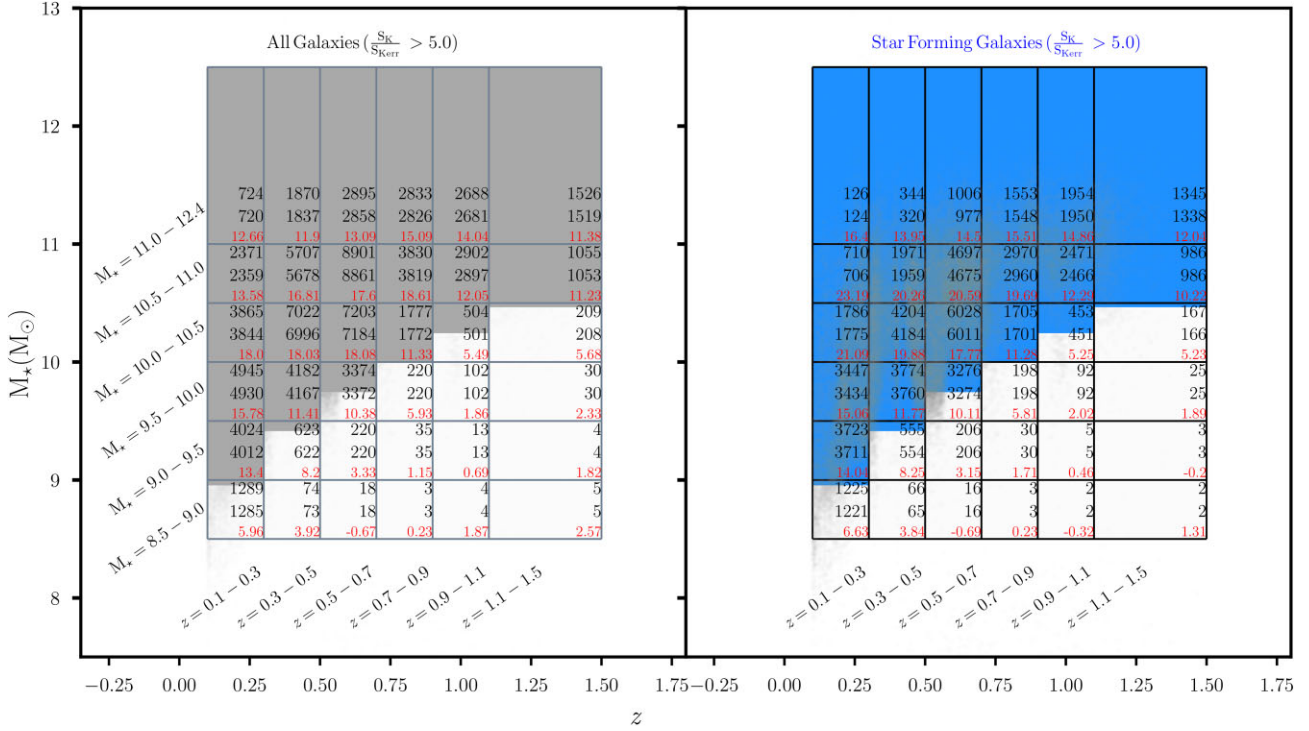 All Galaxies (S_K/S_Kerr > 5.0)
Star Forming Galaxies (S_K/S_Kerr > 5.0)
13
12
11
10
9
8
M⋆(M⊙)
M⋆ = 11.0 − 12.4
M⋆ = 10.5 − 11.0
M⋆ = 10.0 − 10.5
M⋆ = 9.5 − 10.0
M⋆ = 9.0 − 9.5
M⋆ = 8.5 − 9.0
724 1870 2895 2833 2688 1526
720 1837 2858 2826 2681 1519
12.66 11.9 13.09 15.09 14.04 11.38
2371 5707 8901 3830 2902 1055
2359 5678 8861 3819 2897 1053
13.58 16.81 17.6 18.61 12.05 11.23
3865 7022 7203 1777 504 209
3844 6996 7184 1772 501 208
18.0 18.03 18.08 11.33 5.49 5.68
4945 4182 3374 220 102 30
4930 4167 3372 220 102 30
15.78 11.41 10.38 5.93 1.86 2.33
4024 623 220 35 13 4
4012 622 220 35 13 4
13.4 8.2 3.33 1.15 0.69 1.82
1289 74 18 3 4 5
1285 73 18 3 4 5
5.96 3.92 -0.67 0.23 1.87 2.57
126 344 1006 1553 1954 1345
124 320 977 1548 1950 1338
16.4 13.95 14.5 15.51 14.86 12.04
710 1971 4697 2970 2471 986
706 1959 4675 2960 2466 986
23.19 20.26 20.59 19.69 12.29 10.22
1786 4204 6028 1705 453 167
1775 4184 6011 1701 451 166
21.09 19.88 17.77 11.28 5.25 5.23
3447 3774 3276 198 92 25
3434 3760 3274 198 92 25
15.06 11.77 10.11 5.81 2.02 1.89
3723 555 206 30 5 3
3711 554 206 30 5 3
14.04 8.25 3.15 1.71 0.46 -0.2
1225 66 16 3 2 2
1221 65 16 3 2 2
6.63 3.84 -0.69 0.23 -0.32 1.31
z = 0.1 − 0.3
z = 0.3 − 0.5
z = 0.5 − 0.7
z = 0.7 − 0.9
z = 0.9 − 1.1
z = 1.1 − 1.5
z = 0.1 − 0.3
z = 0.3 − 0.5
z = 0.5 − 0.7
z = 0.7 − 0.9
z = 0.9 − 1.1
z = 1.1 − 1.5
−0.25 0.00 0.25 0.50 0.75 1.00 1.25 1.50 1.75
−0.25 0.00 0.25 0.50 0.75 1.00 1.25 1.50 1.75
z